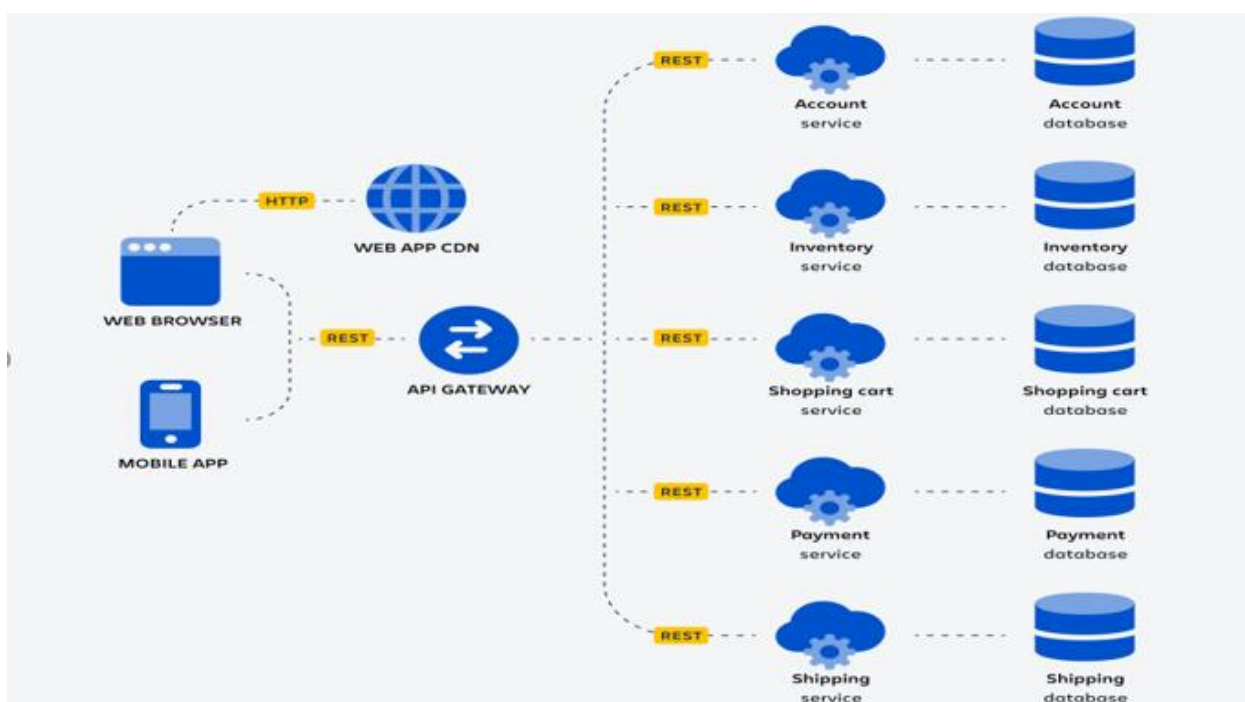 REST
Account
service
Account
database
HTTP
WEB APP CDN
REST
Inventory
service
Inventory
database
WEB BROWSER
REST
API GATEWAY
REST
Shopping cart
service
Shopping cart
database
MOBILE APP
REST
Payment
service
Payment
database
REST
Shipping
service
Shipping
database